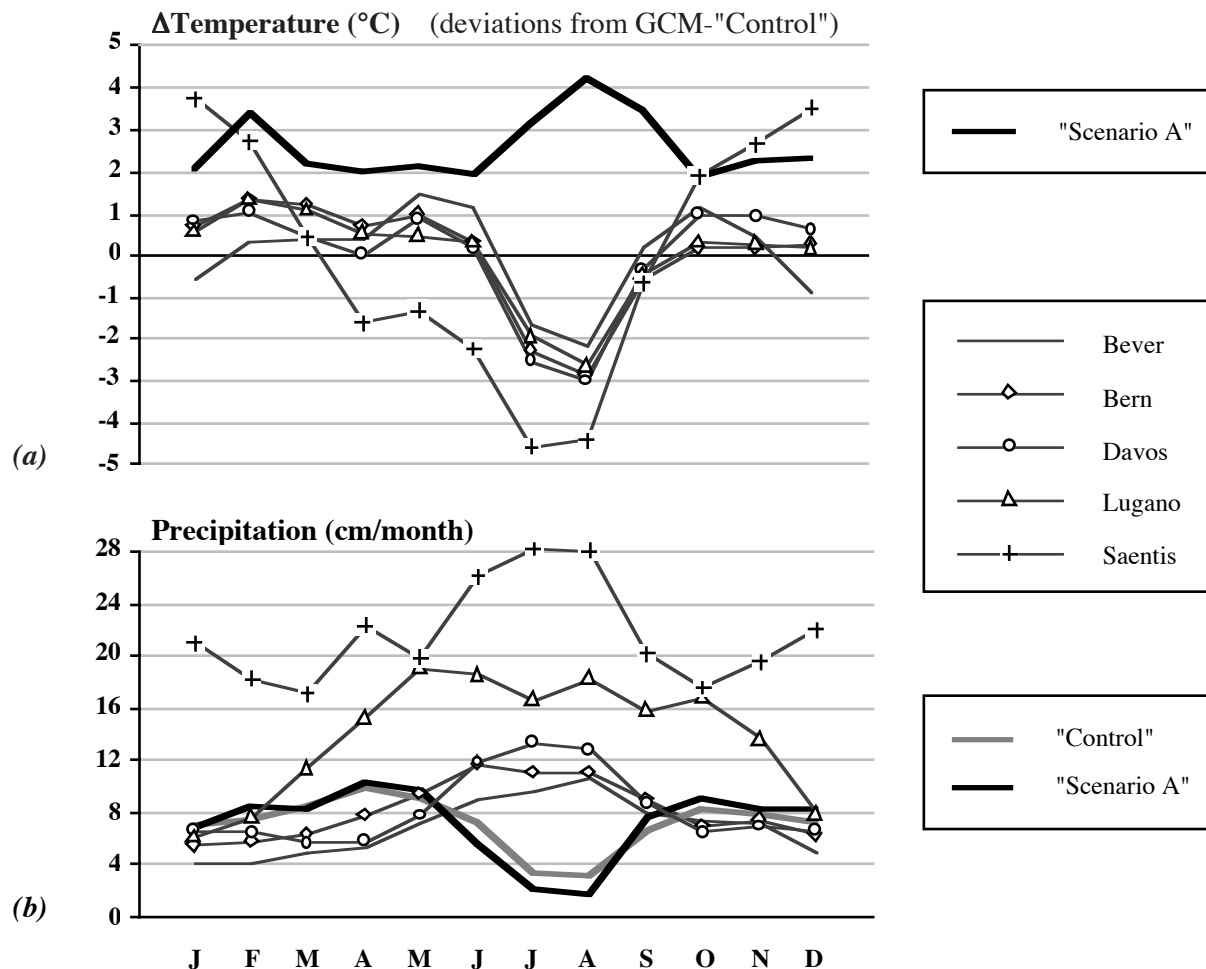 ΔTemperature (°C) (deviations from GCM-"Control")
5
4
3
2
1
0
-1
-2
-3
-4
-5
(a)
"Scenario A"
Bever
Bern
Davos
Lugano
Saentis
Precipitation (cm/month)
28
24
20
16
12
8
4
0
(b)
"Control"
"Scenario A"
J F M A M J J A S O N D